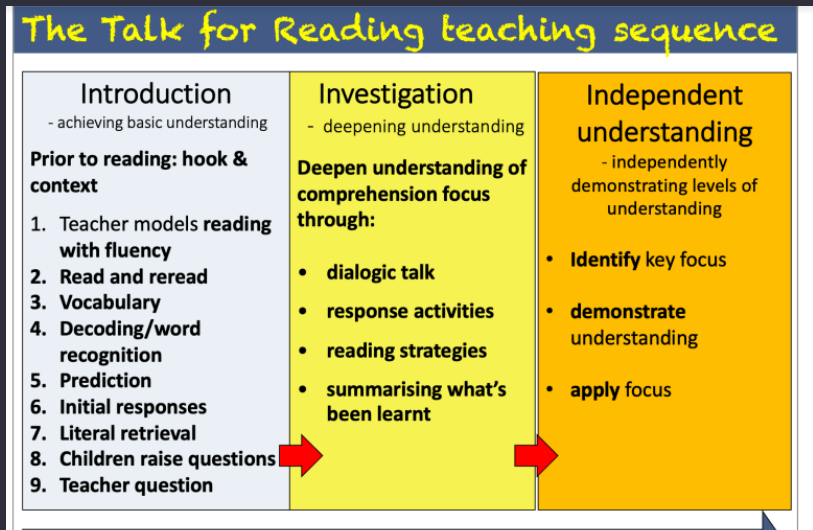 The Talk for Reading teaching sequence
Introduction
- achieving basic understanding
Prior to reading: hook &
context
1. Teacher models reading
with fluency
2. Read and reread
3. Vocabulary
4. Decoding/word
recognition
5. Prediction
6. Initial responses
7. Literal retrieval
8. Children raise questions
9. Teacher question
Investigation
- deepening understanding
Deepen understanding of
comprehension focus
through:
• dialogic talk
• response activities
• reading strategies
• summarising what's
been learnt
Independent
understanding
- independently
demonstrating levels of
understanding
• Identify key focus
• demonstrate
understanding
• apply focus